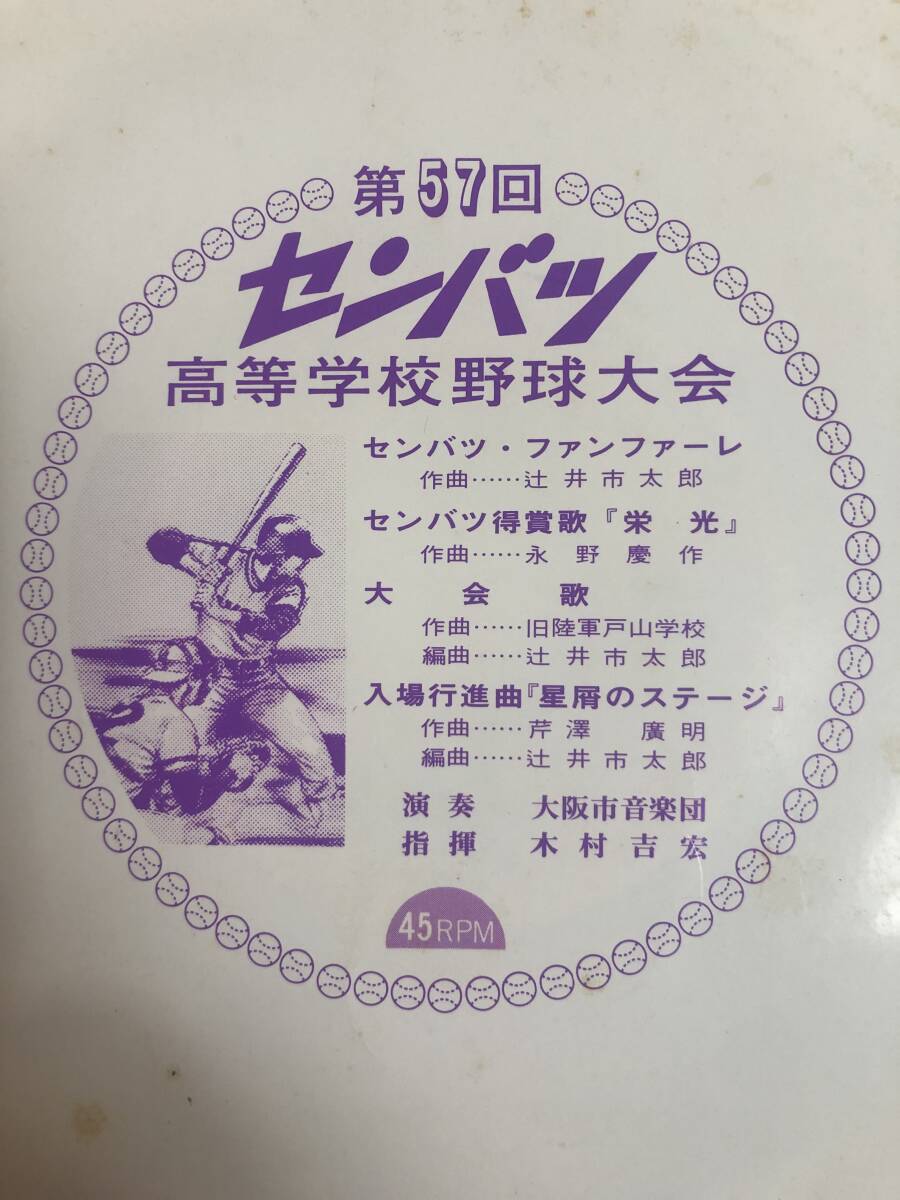 第57回
センバツ
高等学校野球大会
センバツ・ファンファーレ
作曲……辻井市太郎
センバツ得賞歌『栄光』
作曲……永野慶作
大会歌
作曲……旧陸軍戸山学校
編曲……辻井市太郎
入場行進曲『星屑のステージ』
作曲……芹澤廣明
編曲……辻井市太郎
演奏 大阪市音楽団
指揮 木村吉宏
45RPM